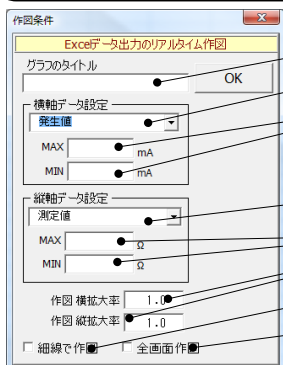 作図条件
Excelデータ出力のリアルタイム作図
グラフのタイトル
OK
横軸データ設定
発生値
MAX mA
MIN mA
縦軸データ設定
測定値
MAX Ω
MIN Ω
作図 横拡大率 1.0
作図 縦拡大率 1.0
細線で作図 全画面作図